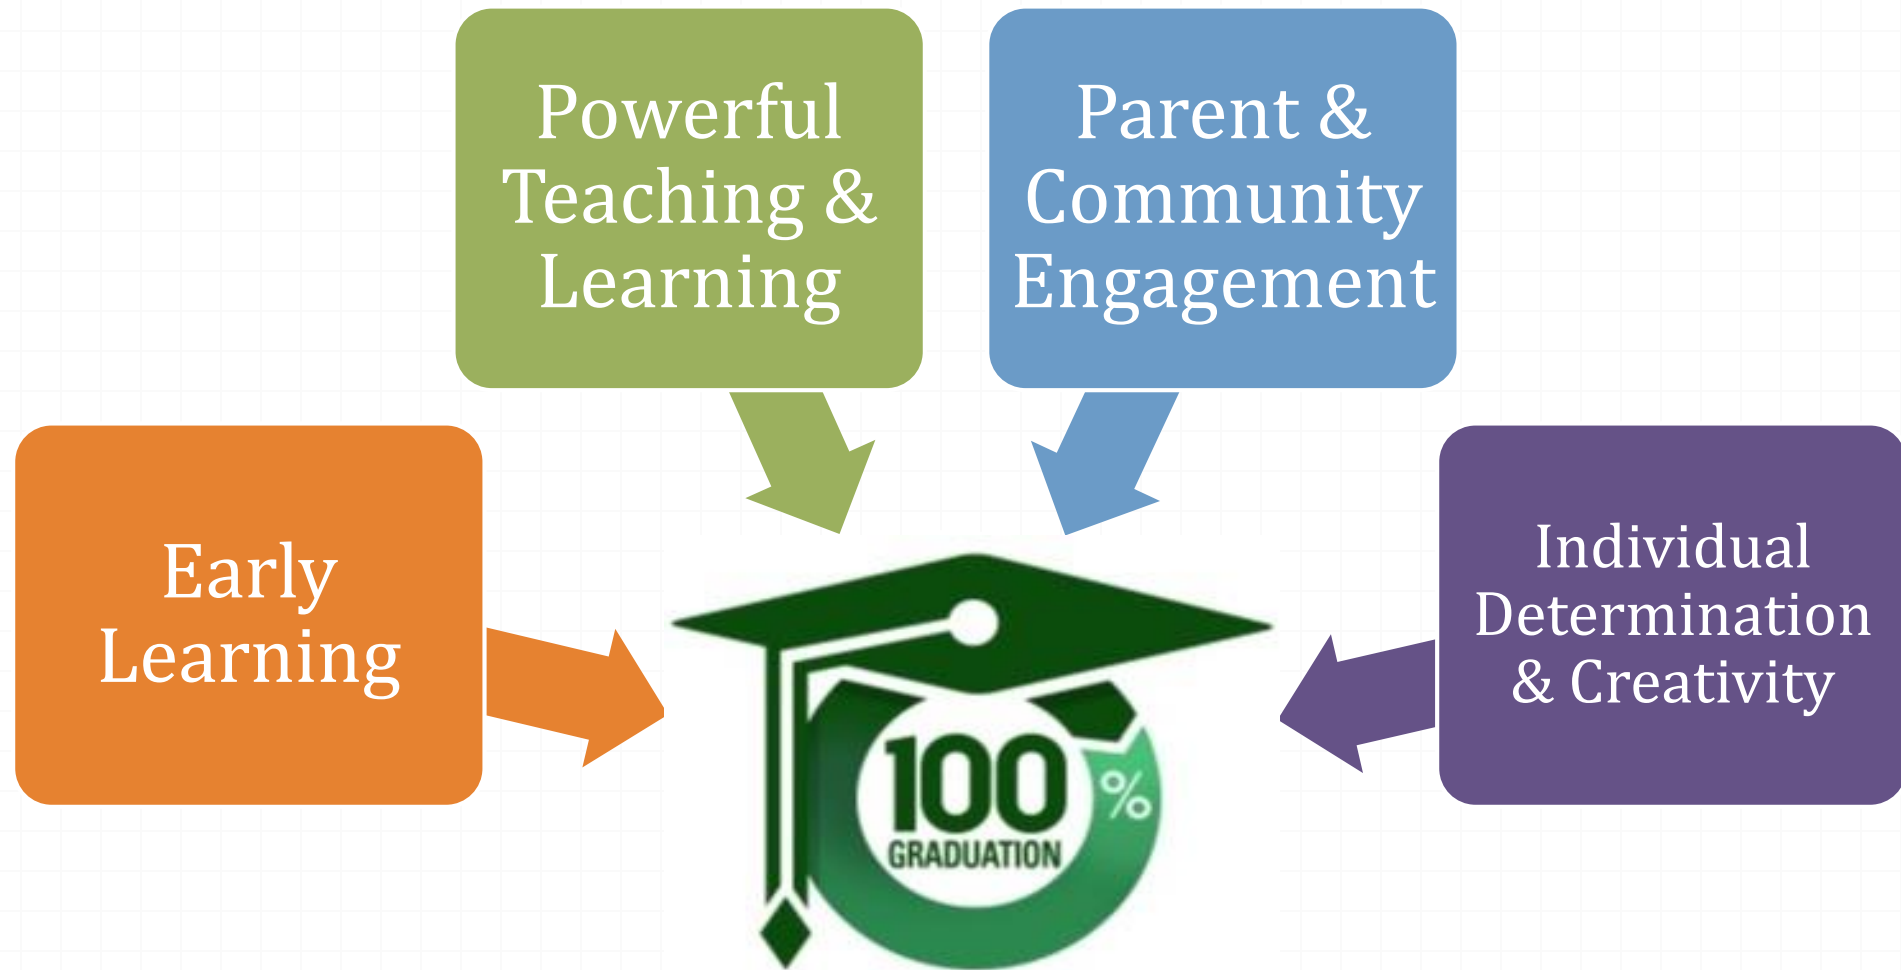 Powerful
Teaching &
Learning
Parent &
Community
Engagement
Early
Learning
Individual
Determination
& Creativity
100
%
GRADUATION